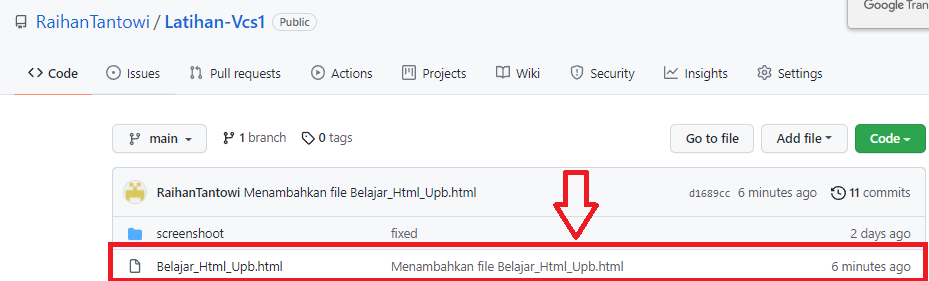 Google Tran
RaihanTantowi / Latihan-Vcs1 Public
Code Issues Pull requests Actions Projects Wiki Security Insights Settings
main 1 branch 0 tags Go to file Add file Code
RaihanTantowi Menambahkan file Belajar_Html_Upb.html d1689cc 6 minutes ago 11 commits
screenshoot fixed 2 days ago
Belajar_Html_Upb.html Menambahkan file Belajar_Html_Upb.html 6 minutes ago